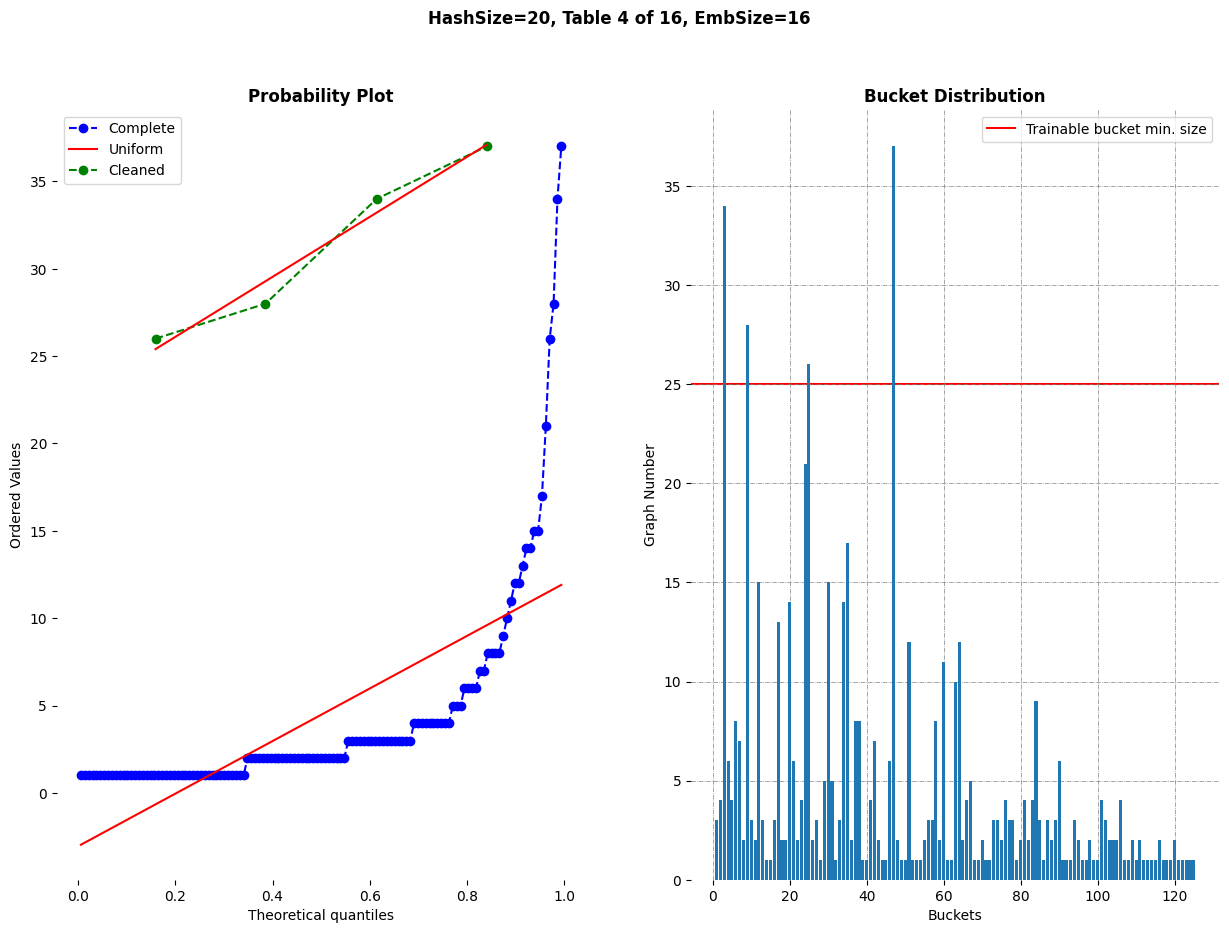 HashSize=20, Table 4 of 16, EmbSize=16
Probability Plot
Complete
Uniform
Cleaned
35
30
25
20
15
10
5
0
Ordered Values
0.0 0.2 0.4 0.6 0.8 1.0
Theoretical quantiles
Bucket Distribution
Trainable bucket min. size
35
30
25
20
15
10
5
0
Graph Number
0 20 40 60 80 100 120
Buckets